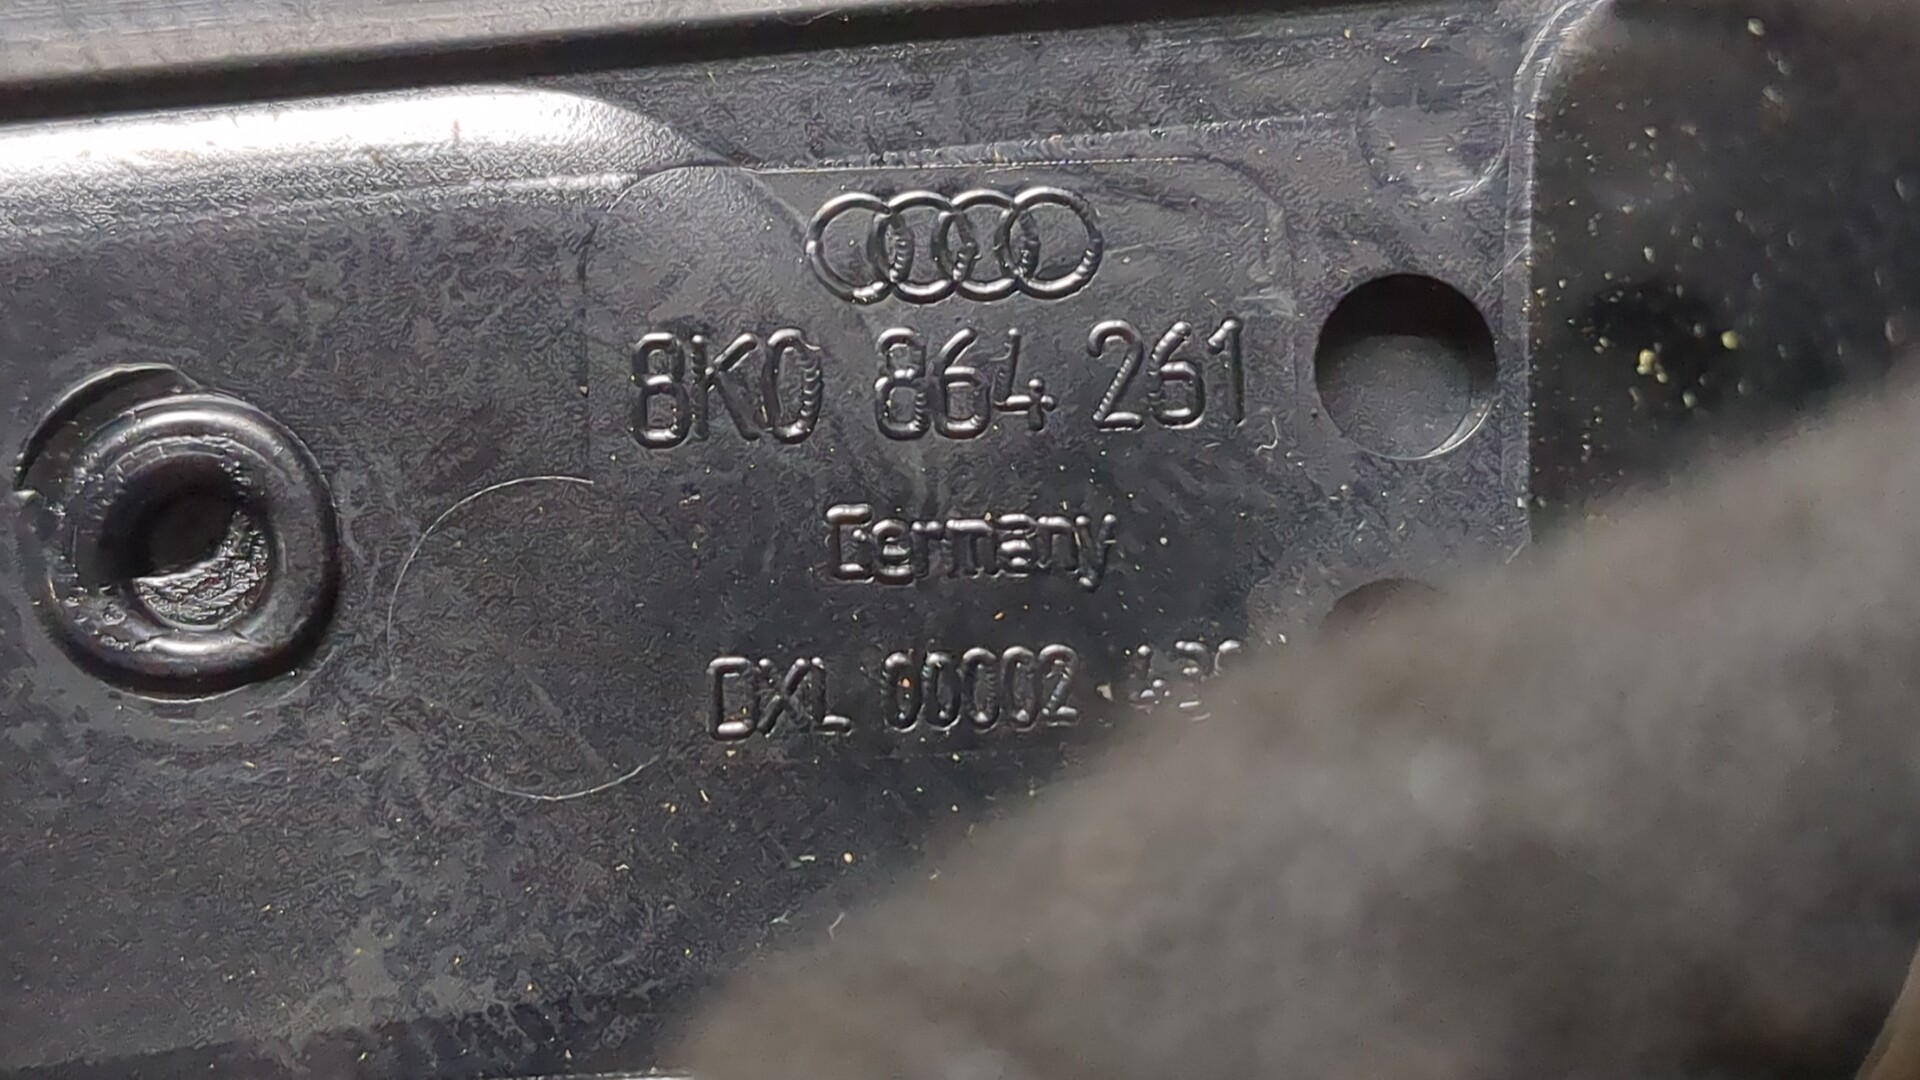 8K0 864 261
Germany
DXL 00002